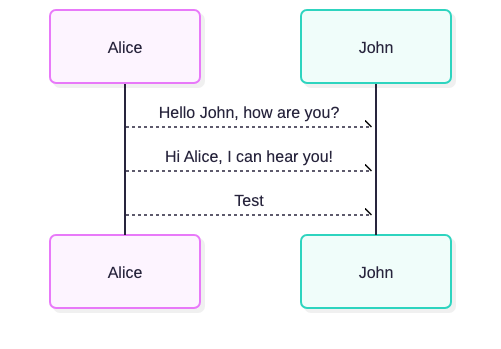 Alice
John
Hello John, how are you?
Hi Alice, I can hear you!
Test
Alice
John